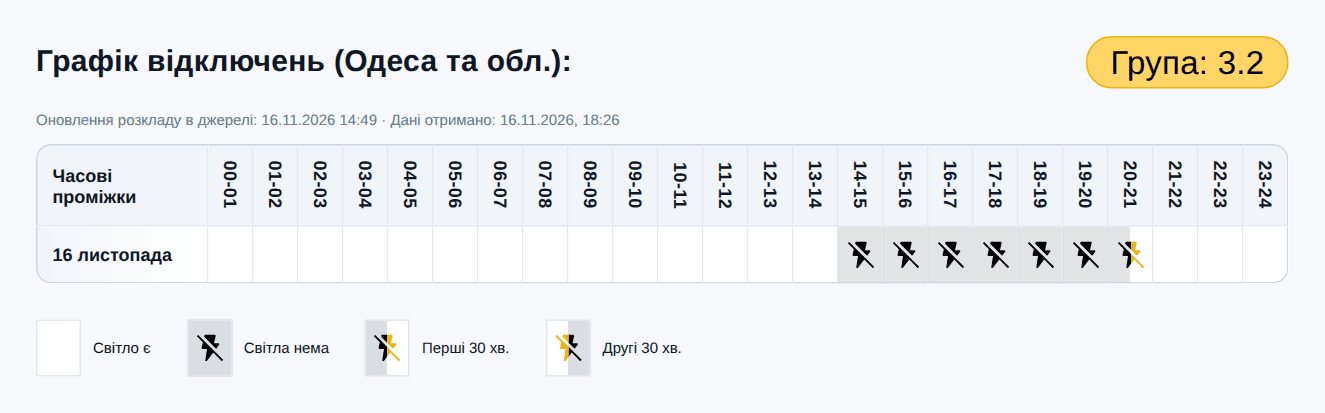 Графік відключень (Одеса та обл.):
Група: 3.2
Оновлення розкладу в джерелі: 16.11.2026 14:49 · Дані отримано: 16.11.2026, 18:26
Часові
проміжки
00-01
01-02
02-03
03-04
04-05
05-06
06-07
07-08
08-09
09-10
10-11
11-12
12-13
13-14
14-15
15-16
16-17
17-18
18-19
19-20
20-21
21-22
22-23
23-24
16 листопада
Світло є
Світла нема
Перші 30 хв.
Другі 30 хв.